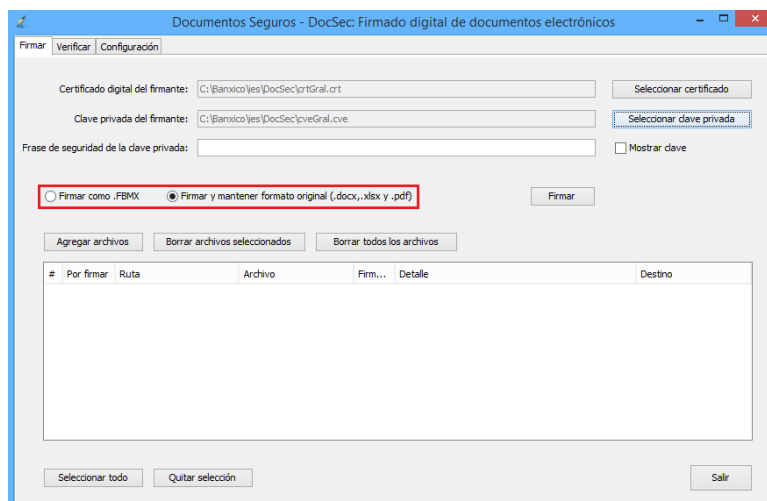 Documentos Seguros - DocSec: Firmado digital de documentos electrónicos
Firmar Verificar Configuración
Certificado digital del firmante: C:\Banxico\ies\DocSec\crtGral.crt Seleccionar certificado
Clave privada del firmante: C:\Banxico\ies\DocSec\cveGral.cve Seleccionar clave privada
Frase de seguridad de la clave privada: Mostrar clave
Firmar como .FBMX Firmar y mantener formato original (.docx,.xlsx y .pdf) Firmar
Agregar archivos Borrar archivos seleccionados Borrar todos los archivos
# Por firmar Ruta Archivo Firm... Detalle Destino
Seleccionar todo Quitar selección Salir